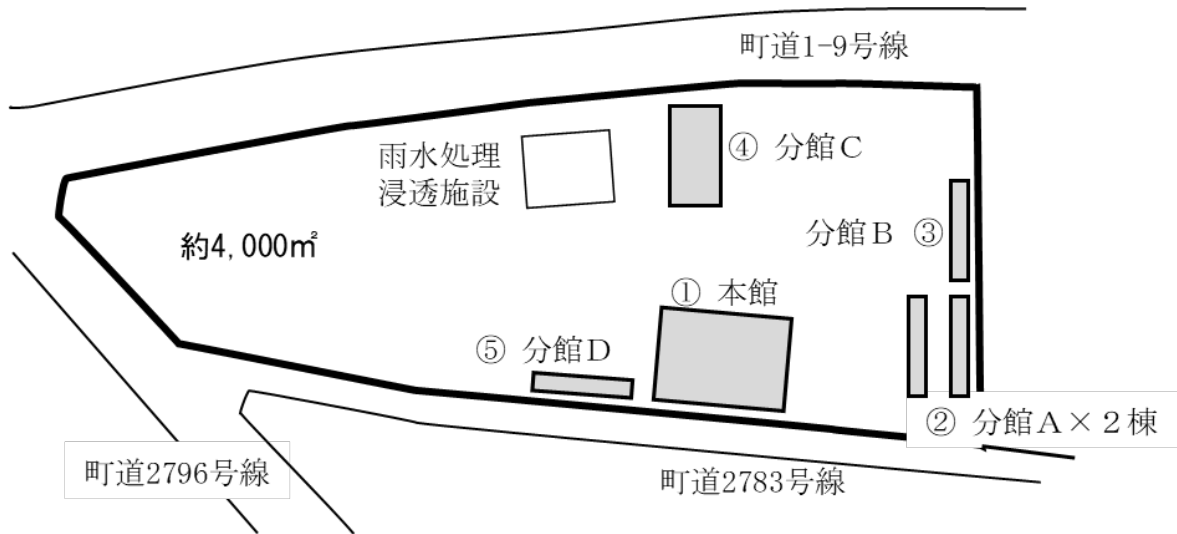 町道1-9号線
雨水処理
浸透施設
④ 分館C
分館B ③
約4,000㎡
① 本館
⑤ 分館D
② 分館A×2棟
町道2796号線
町道2783号線